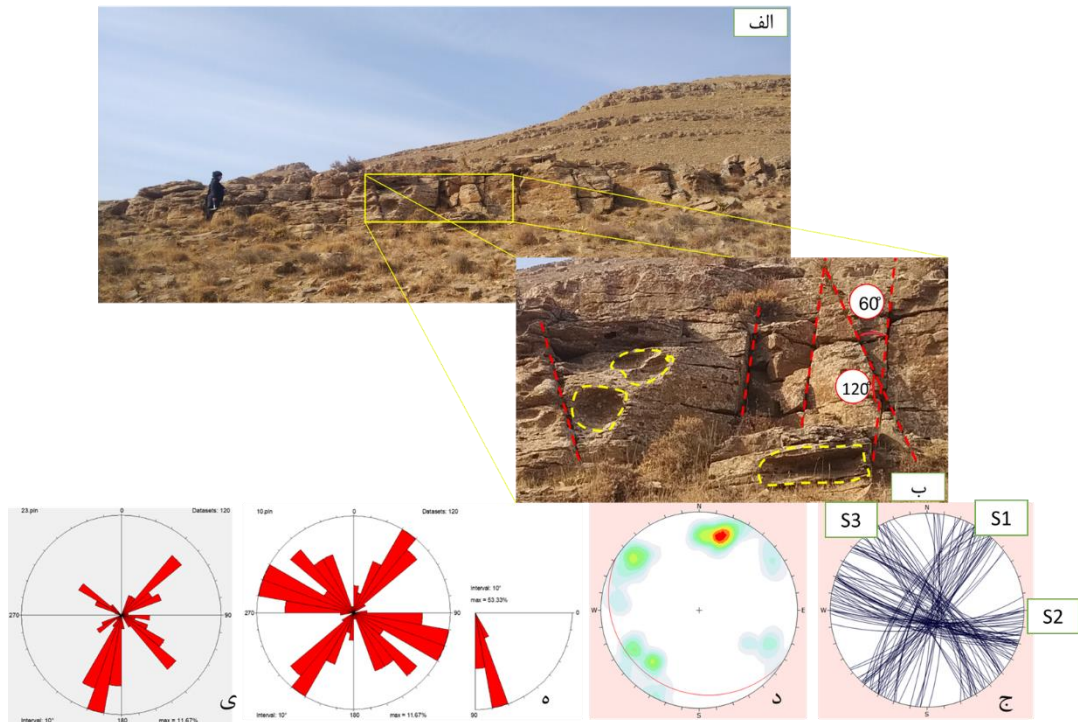 الف
60°
120°
ب
23.pin
0
Datasets: 120
270
90
Interval: 10°
180
max = 11.67%
ی
10.pin
0
Datasets: 120
270
90
Interval: 10°
180
max = 11.67%
Interval: 10°
max = 53.33%
0
90
ه
N
W
E
S
د
S3
N
S1
W
S2
S
ج